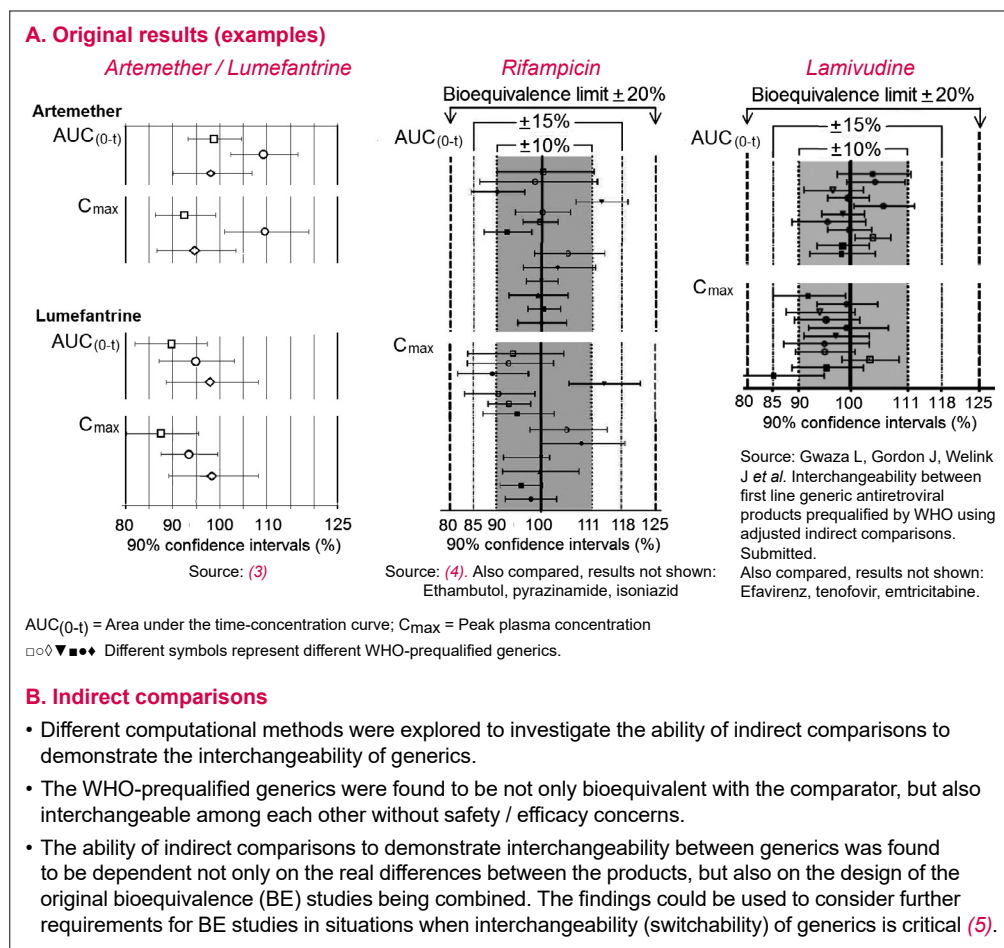 A. Original results (examples)
Artemether / Lumefantrine
Artemether
AUC(0-t)
Cmax
Lumefantrine
AUC(0-t)
Cmax
80 90 100 110 125
90% confidence intervals (%)
Source: (3)
Rifampicin
Bioequivalence limit ± 20%
AUC(0-t)
±15%
±10%
Cmax
80 85 90 100 111 118 125
90% confidence intervals (%)
Source: (4). Also compared, results not shown:
Ethambutol, pyrazinamide, isoniazid
Lamivudine
Bioequivalence limit ± 20%
AUC(0-t)
±15%
±10%
Cmax
80 85 90 100 111 118 125
90% confidence intervals (%)
Source: Gwaza L, Gordon J, Welink
J et al. Interchangeability between
first line generic antiretroviral
products prequalified by WHO using
adjusted indirect comparisons.
Submitted.
Also compared, results not shown:
Efavirenz, tenofovir, emtricitabine.
AUC(0-t) = Area under the time-concentration curve; Cmax = Peak plasma concentration
□○◊▼■●♦ Different symbols represent different WHO-prequalified generics.
B. Indirect comparisons
• Different computational methods were explored to investigate the ability of indirect comparisons to
demonstrate the interchangeability of generics.
• The WHO-prequalified generics were found to be not only bioequivalent with the comparator, but also
interchangeable among each other without safety / efficacy concerns.
• The ability of indirect comparisons to demonstrate interchangeability between generics was found
to be dependent not only on the real differences between the products, but also on the design of the
original bioequivalence (BE) studies being combined. The findings could be used to consider further
requirements for BE studies in situations when interchangeability (switchability) of generics is critical (5).